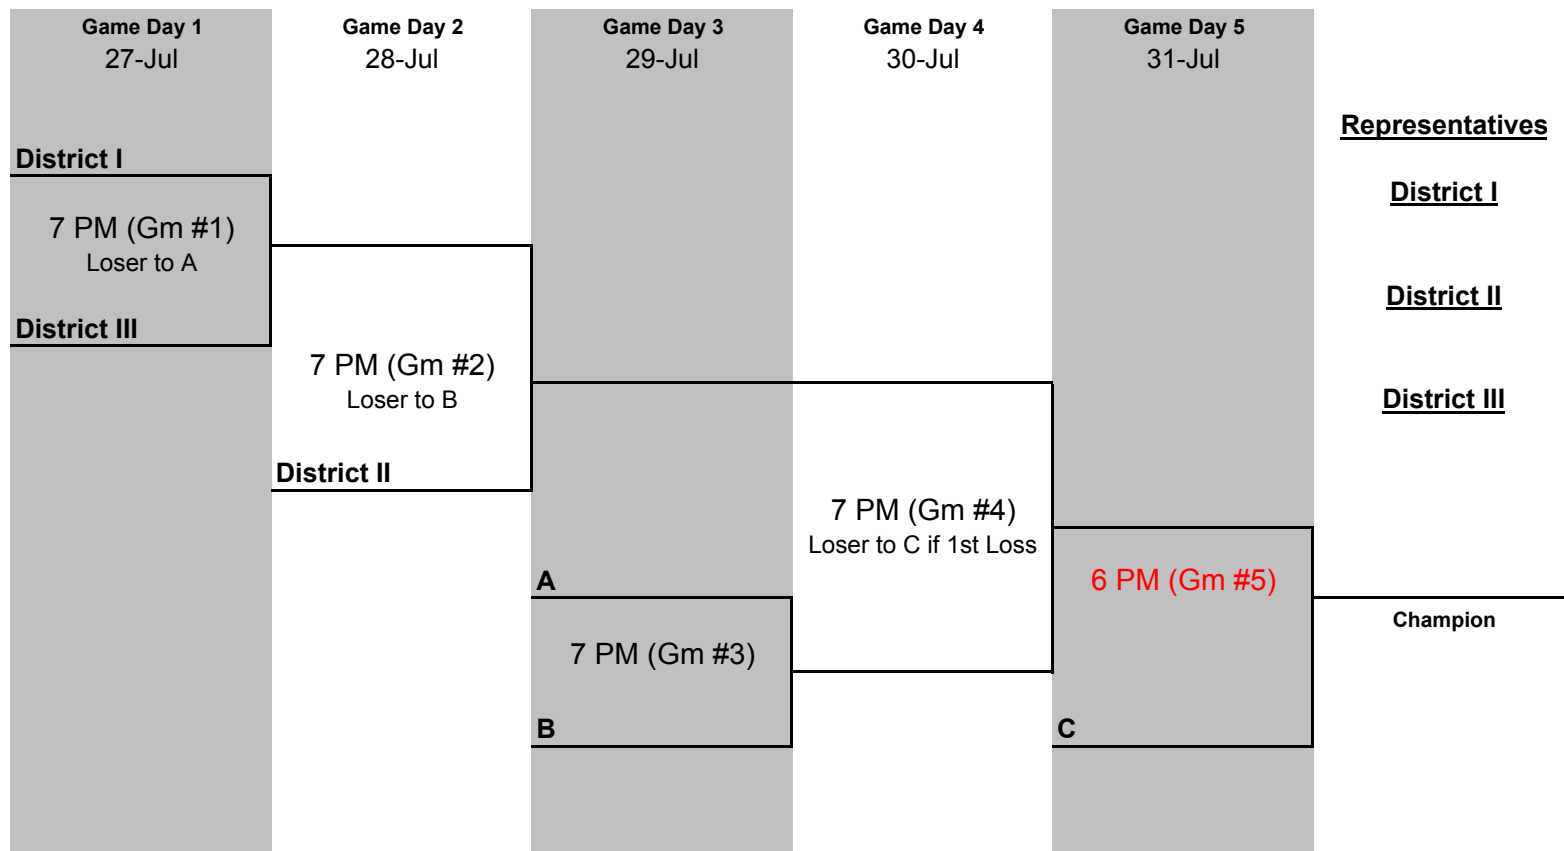 Game Day 1
27-Jul
Game Day 2
28-Jul
Game Day 3
29-Jul
Game Day 4
30-Jul
Game Day 5
31-Jul
Representatives
District I
District II
District III
District I
7 PM (Gm #1)
Loser to A
District III
7 PM (Gm #2)
Loser to B
District II
A
7 PM (Gm #3)
B
7 PM (Gm #4)
Loser to C if 1st Loss
6 PM (Gm #5)
C
Champion